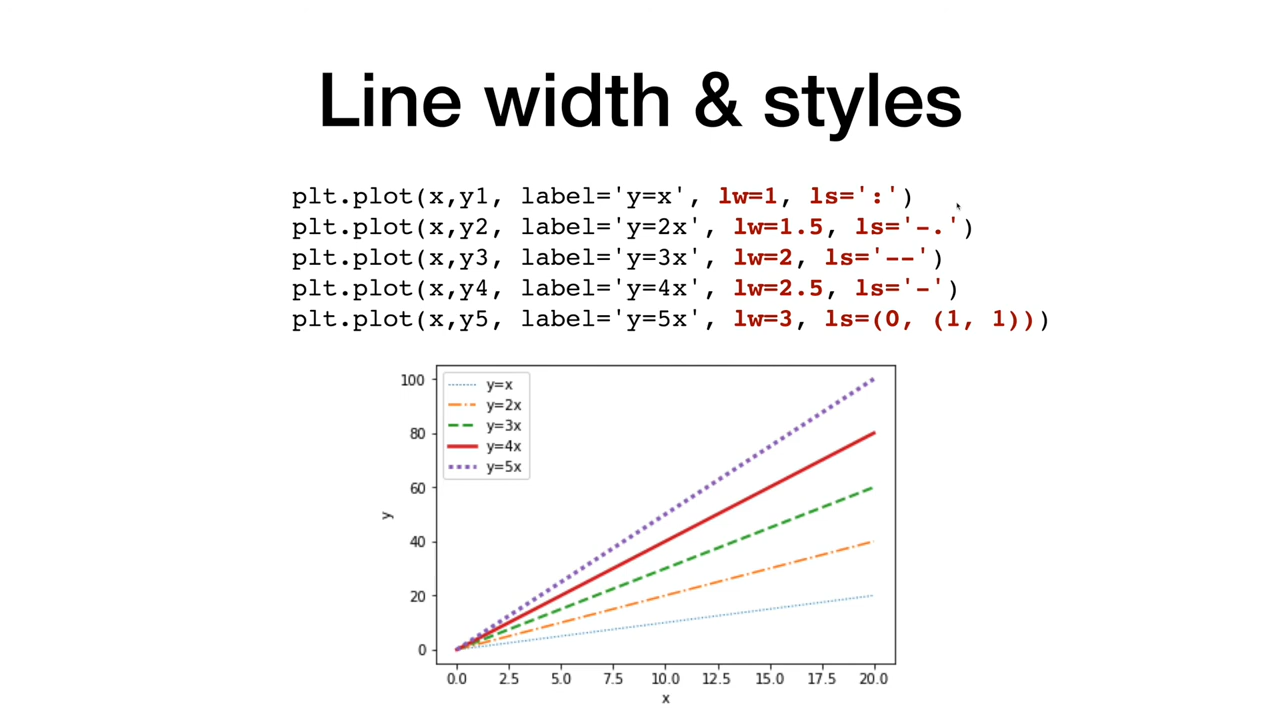 Line width & styles
plt.plot(x,y1, label='y=x', lw=1, ls=':')
plt.plot(x,y2, label='y=2x', lw=1.5, ls='-.')
plt.plot(x,y3, label='y=3x', lw=2, ls='--')
plt.plot(x,y4, label='y=4x', lw=2.5, ls='-')
plt.plot(x,y5, label='y=5x', lw=3, ls=(0, (1, 1)))
y=x
y=2x
y=3x
y=4x
y=5x
100
80
60
40
20
0
y
0.0 2.5 5.0 7.5 10.0 12.5 15.0 17.5 20.0
x